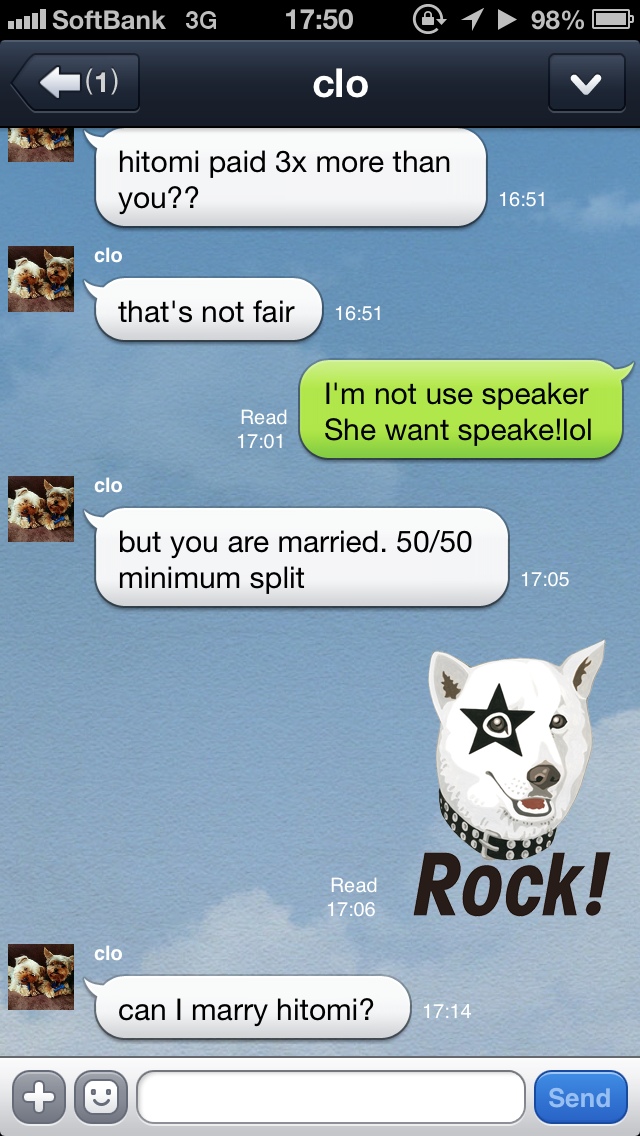 SoftBank 3G 17:50 98%
(1) clo
hitomi paid 3x more than
you??
16:51
clo
that's not fair
16:51
I'm not use speaker
She want speake!lol
Read
17:01
clo
but you are married. 50/50
minimum split
17:05
Rock!
Read
17:06
clo
can I marry hitomi?
17:14
Send